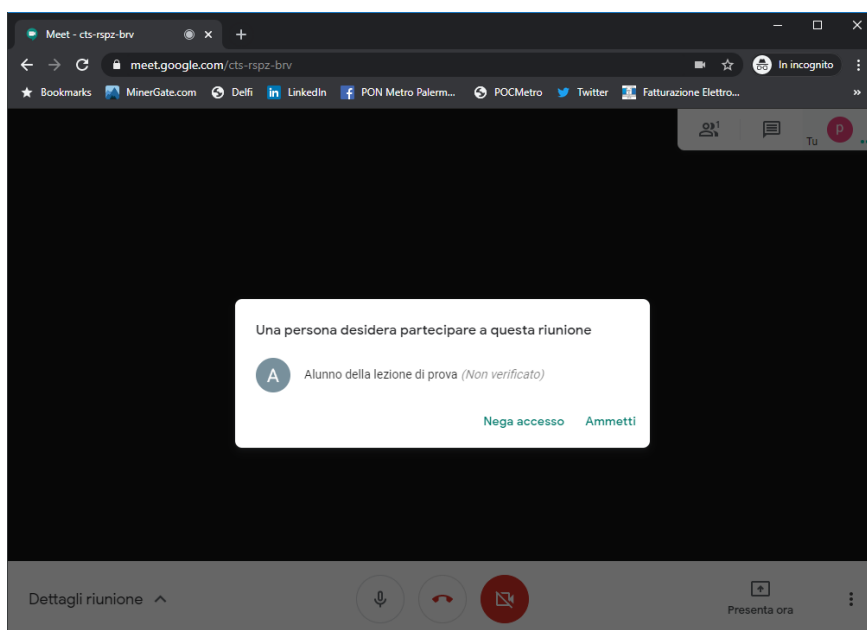 Meet - cts-rspz-brv
meet.google.com/cts-rspz-brv
In incognito
Bookmarks MinerGate.com Delfi in LinkedIn f PON Metro Palerm... POCMetro Twitter Fatturazione Elettro... »
1
Tu P
Una persona desidera partecipare a questa riunione
A Alunno della lezione di prova (Non verificato)
Nega accesso Ammetti
Dettagli riunione
Presenta ora